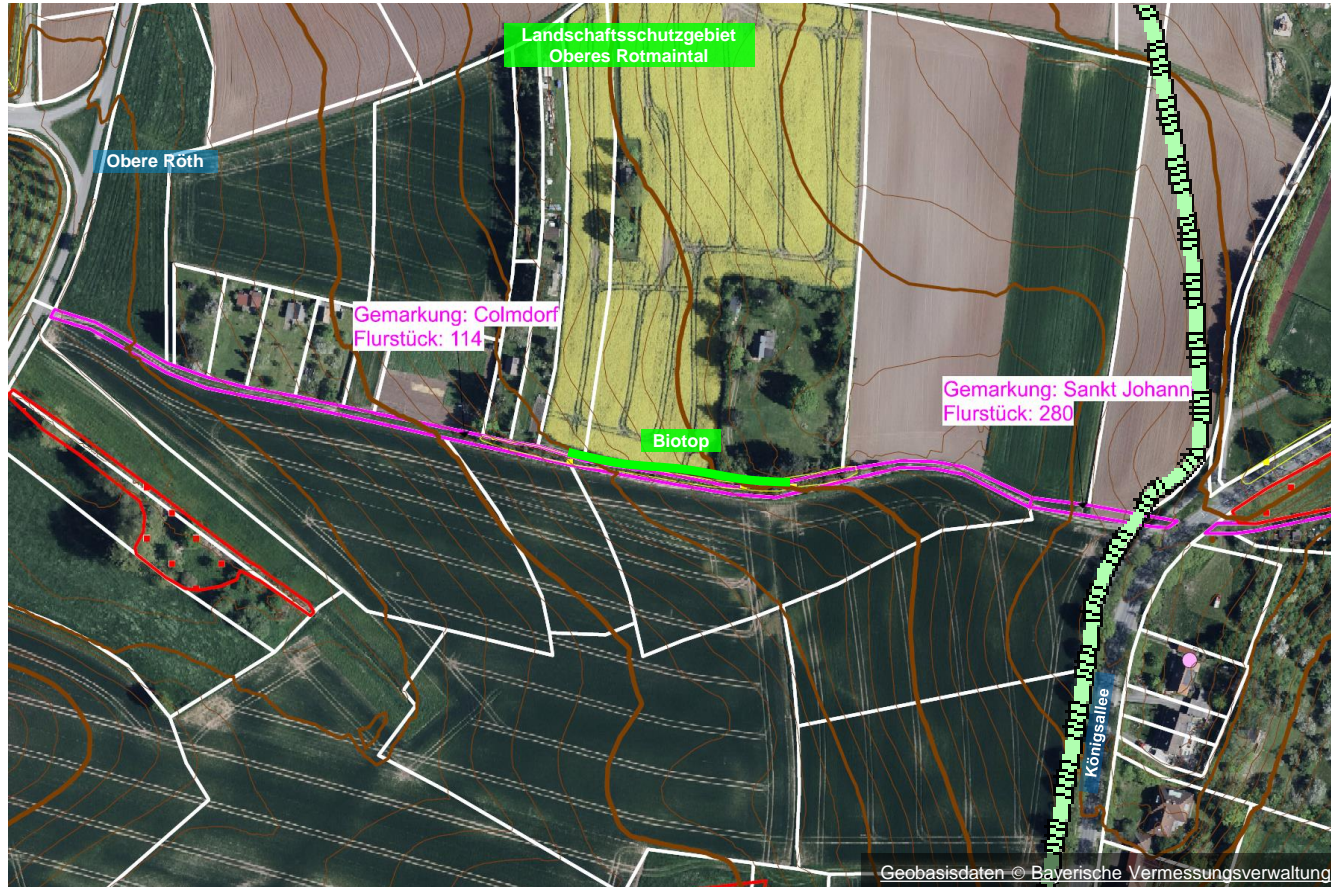 Landschaftsschutzgebiet
Oberes Rotmaintal
Obere Röth
Gemarkung: Colmdorf
Flurstück: 114
Gemarkung: Sankt Johann
Flurstück: 280
Biotop
Königsallee
Geobasisdaten © Bayerische Vermessungsverwaltung